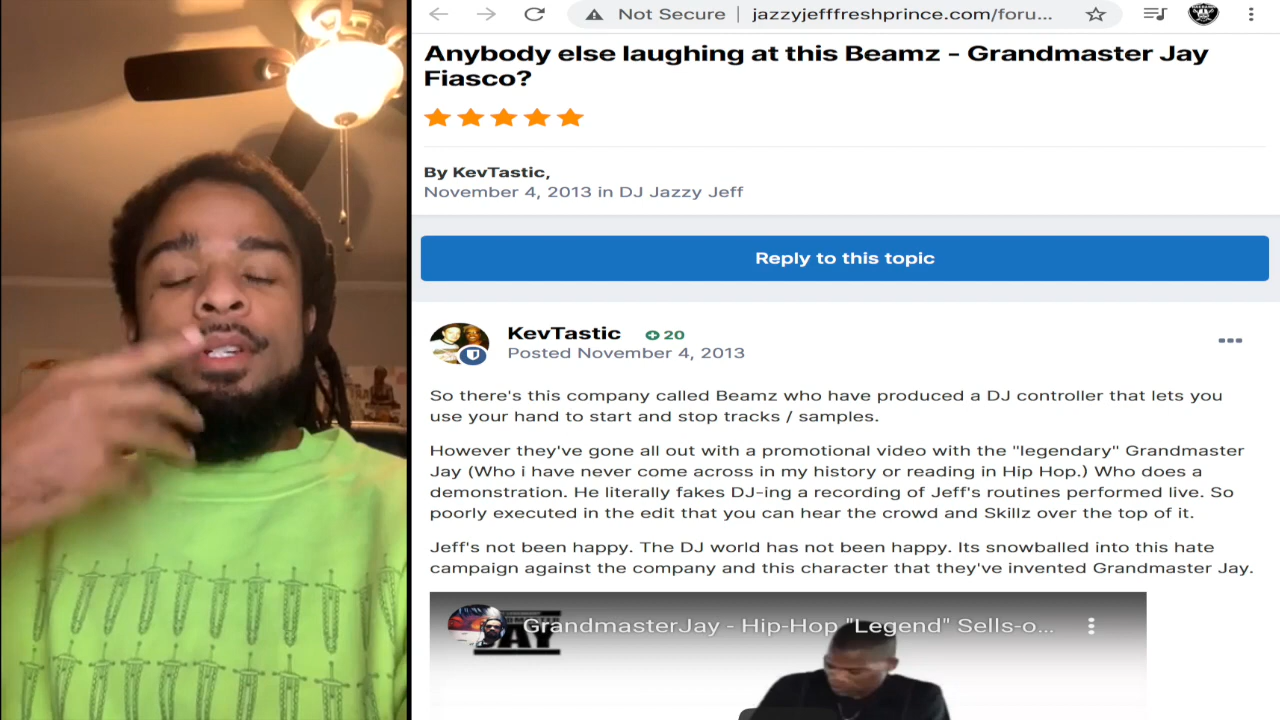 Not Secure | jazzyjefffreshprince.com/foru...
Anybody else laughing at this Beamz - Grandmaster Jay
Fiasco?
By KevTastic,
November 4, 2013 in DJ Jazzy Jeff
Reply to this topic
KevTastic 20
Posted November 4, 2013
So there's this company called Beamz who have produced a DJ controller that lets you
use your hand to start and stop tracks / samples.
However they've gone all out with a promotional video with the "legendary" Grandmaster
Jay (Who i have never come across in my history or reading in Hip Hop.) Who does a
demonstration. He literally fakes DJ-ing a recording of Jeff's routines performed live. So
poorly executed in the edit that you can hear the crowd and Skillz over the top of it.
Jeff's not been happy. The DJ world has not been happy. Its snowballed into this hate
campaign against the company and this character that they've invented Grandmaster Jay.
GrandmasterJay - Hip-Hop "Legend" Sells-o...
JAY